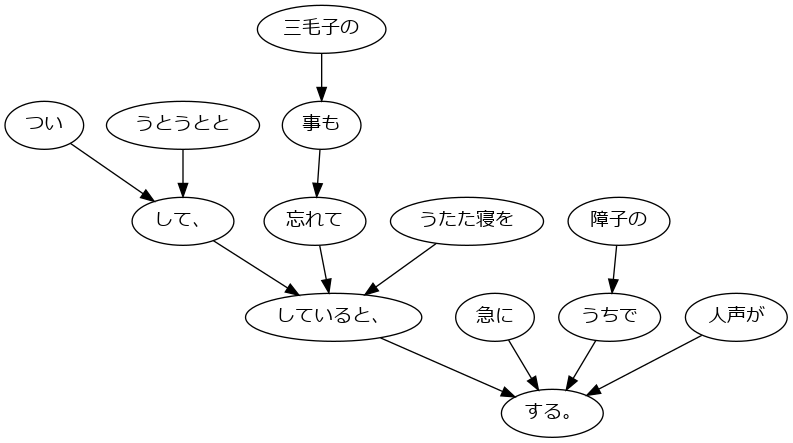 三毛子の
つい
うとうとと
事も
して、
忘れて
うたた寝を
障子の
していると、
急に
うちで
人声が
する。